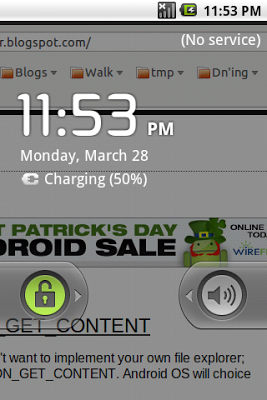 11:53 PM
r.blogspot.com/
(No service)
Blogs Walk tmp Dn'ing
11:53 PM
Monday, March 28
Charging (50%)
T PATRICK'S DAY
DROID SALE
ONLINE
WIREF
_GET_CONTENT
't want to implement your own file explorer;
ON_GET_CONTENT. Android OS will choice